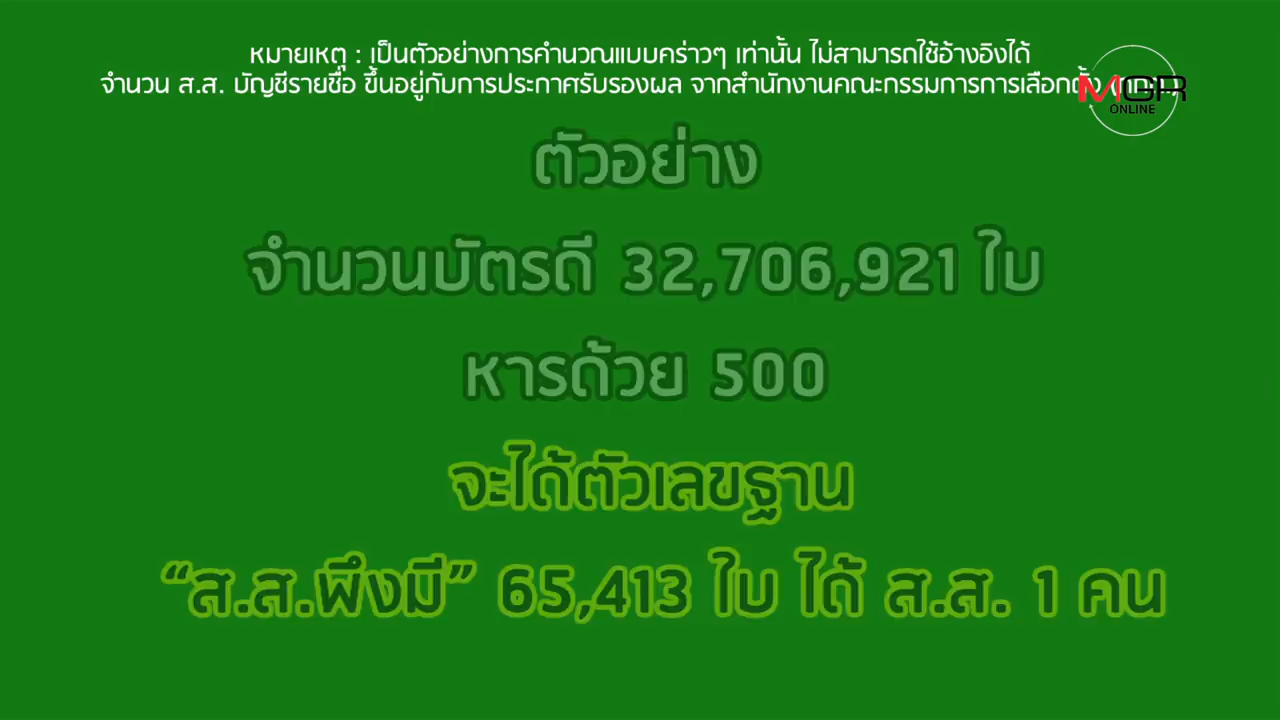 หมายเหตุ : เป็นตัวอย่างการคำนวณแบบคร่าวๆ เท่านั้น ไม่สามารถใช้อ้างอิงได้
จำนวน ส.ส. บัญชีรายชื่อ ขึ้นอยู่กับการประกาศรับรองผล จากสำนักงานคณะกรรมการการเลือกตั้ง
MGR
ONLINE
ตัวอย่าง
จำนวนบัตรดี 32,706,921 ใบ
หารด้วย 500
จะได้ตัวเลขฐาน
“ส.ส.พึงมี” 65,413 ใบ ได้ ส.ส. 1 คน